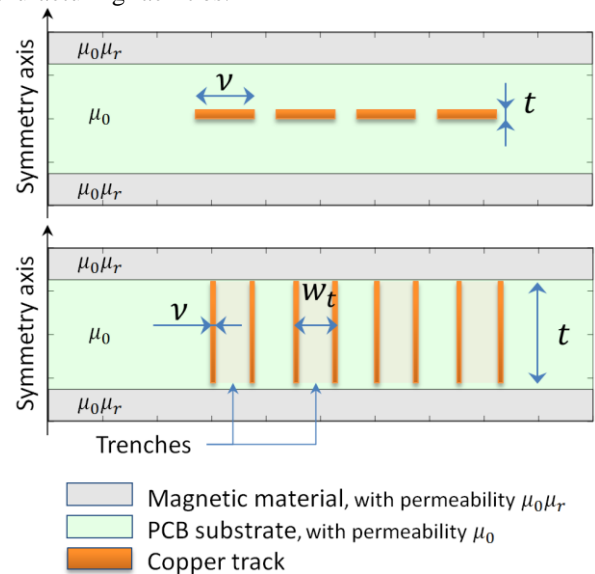 Symmetry axis
μ₀μᵣ
ν
t
μ₀
μ₀μᵣ
Symmetry axis
μ₀μᵣ
wₜ
ν
t
μ₀
μ₀μᵣ
Trenches
Magnetic material, with permeability μ₀μᵣ
PCB substrate, with permeability μ₀
Copper track